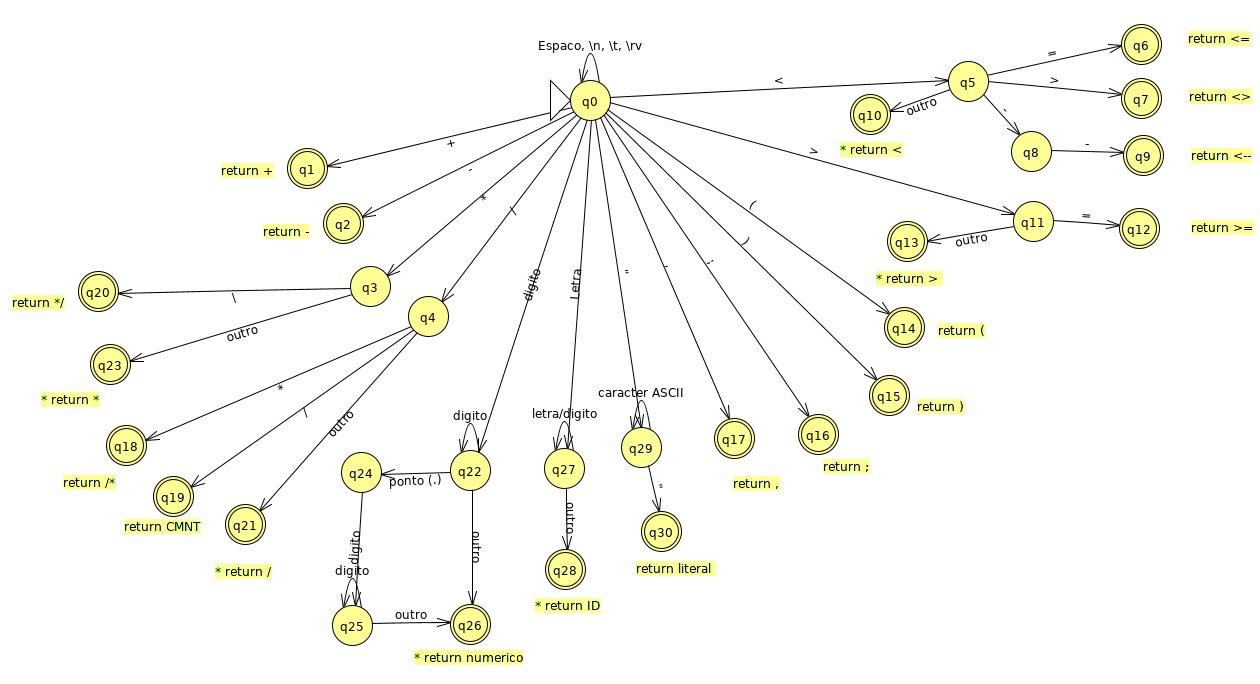 Espaco, \n, \t, \rv
q0
<
q5
=
q6
return <=
>
q7
return <>
outro
q10
* return <
-
q8
-
q9
return <--
>
q11
=
q12
return >=
outro
q13
* return >
+
q1
return +
-
q2
return -
*
q3
\
q20
return */
outro
q23
* return *
\
q4
*
q18
return /*
\
q19
return CMNT
outro
q21
* return /
digito
digito
q22
ponto (.)
q24
digito
digito
q25
outro
outro
q26
* return numerico
Letra
letra/digito
q27
outro
q28
* return ID
"
caracter ASCII
q29
"
q30
return literal
q17
return ,
;
q16
return ;
)
q15
return )
(
q14
return (